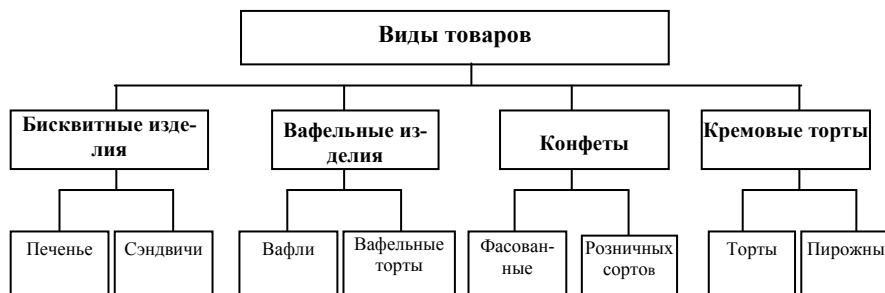 Виды товаров
Бисквитные изде-
лия
Вафельные из-
делия
Конфеты
Кремовые торты
Печенье
Сэндвичи
Вафли
Вафельные
торты
Фасован-
ные
Розничных
сортов
Торты
Пирожны